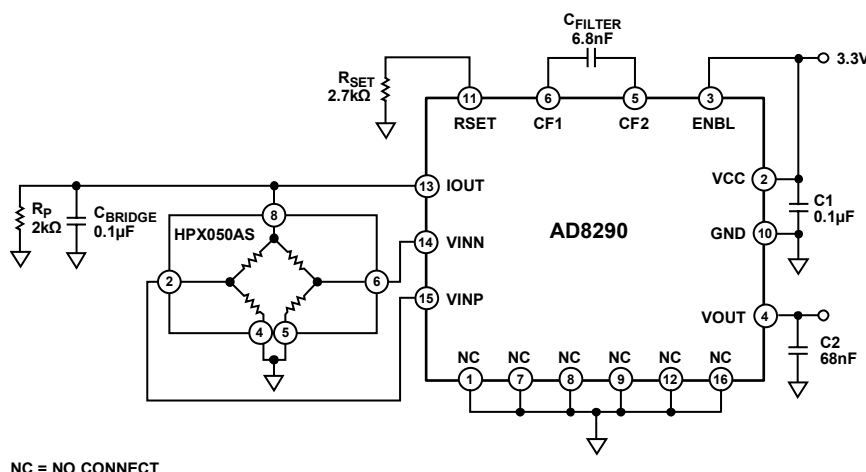 CFILTER
6.8nF
3.3V
RSET
2.7kΩ
11
6
5
3
RSET
CF1
CF2
ENBL
13
IOUT
VCC
2
RP
2kΩ
CBRIDGE
0.1µF
8
HPX050AS
C1
0.1µF
14
VINN
AD8290
GND
10
2
6
15
VINP
4
5
VOUT
4
C2
68nF
NC
NC
NC
NC
NC
NC
1
7
8
9
12
16
NC = NO CONNECT